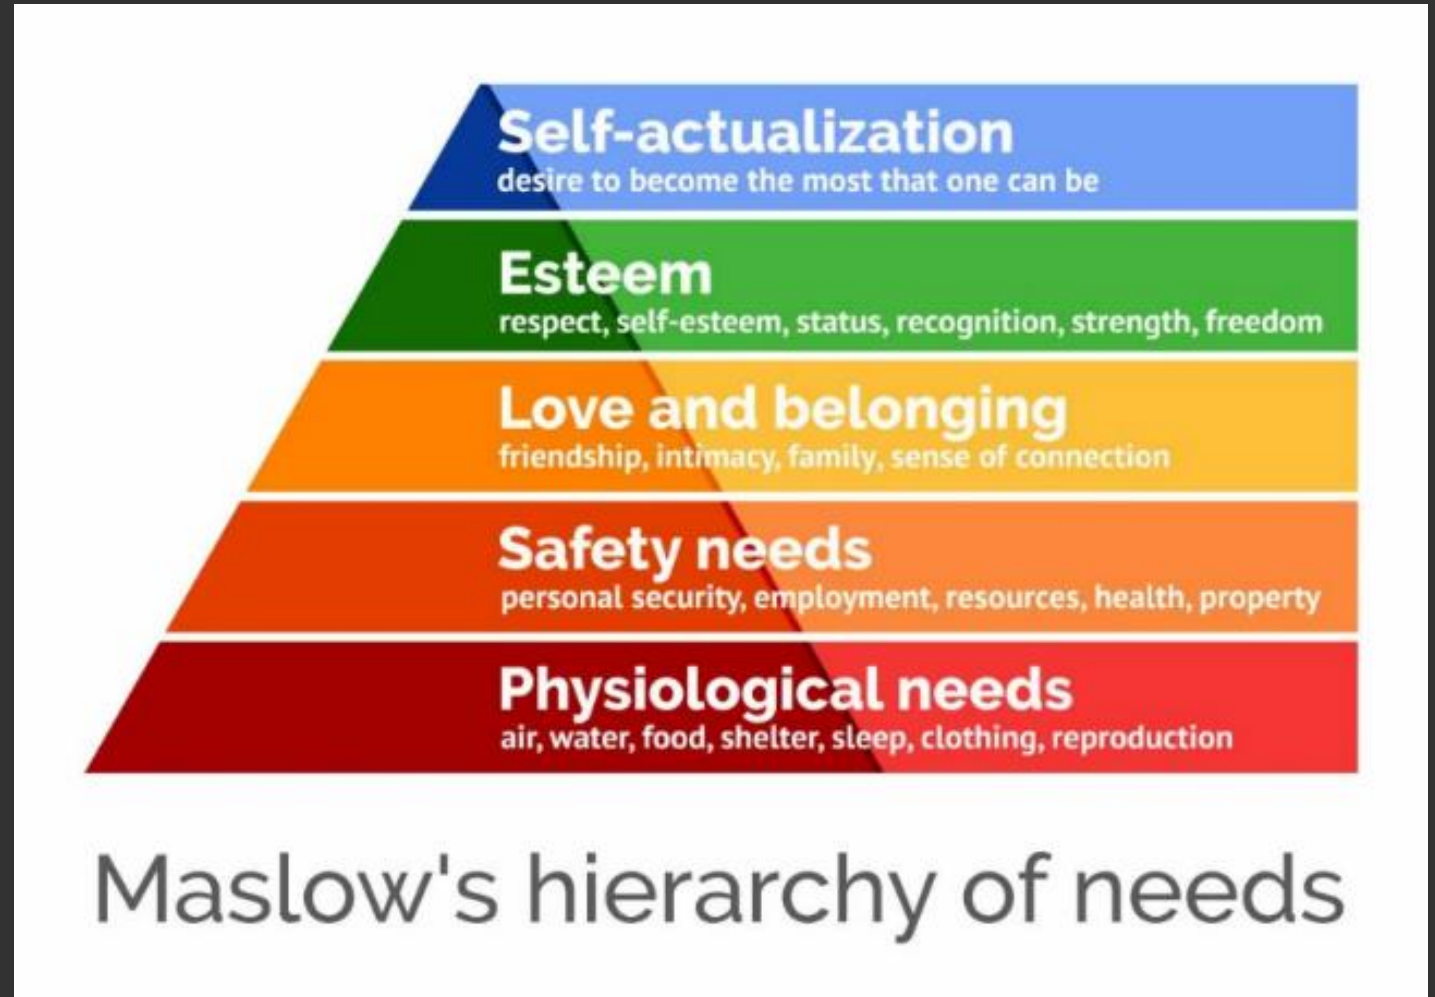 Self-actualization
desire to become the most that one can be
Esteem
respect, self-esteem, status, recognition, strength, freedom
Love and belonging
friendship, intimacy, family, sense of connection
Safety needs
personal security, employment, resources, health, property
Physiological needs
air, water, food, shelter, sleep, clothing, reproduction
Maslow's hierarchy of needs